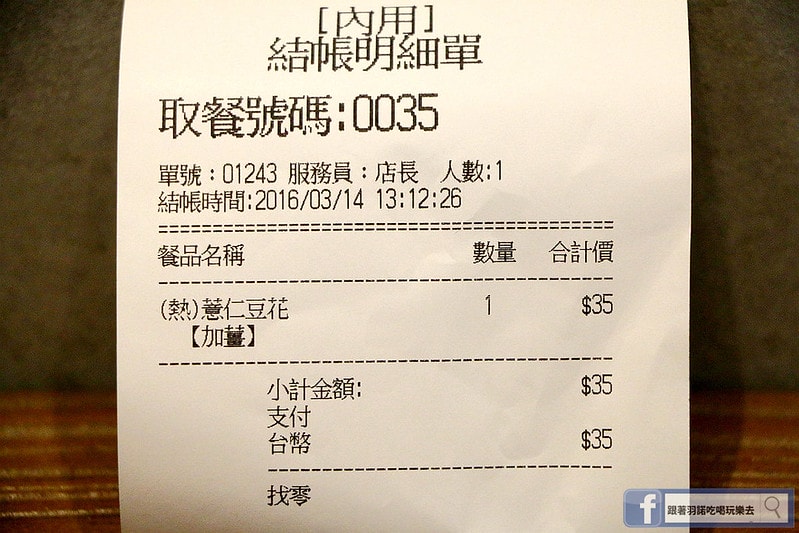 [內用]
結帳明細單
取餐號碼:0035
單號：01243 服務員：店長 人數:1
結帳時間:2016/03/14 13:12:26
餐品名稱 數量 合計價
(熱)薏仁豆花 1 $35
【加薑】
小計金額: $35
支付
台幣 $35
找零
f 跟著羽諾吃喝玩樂去